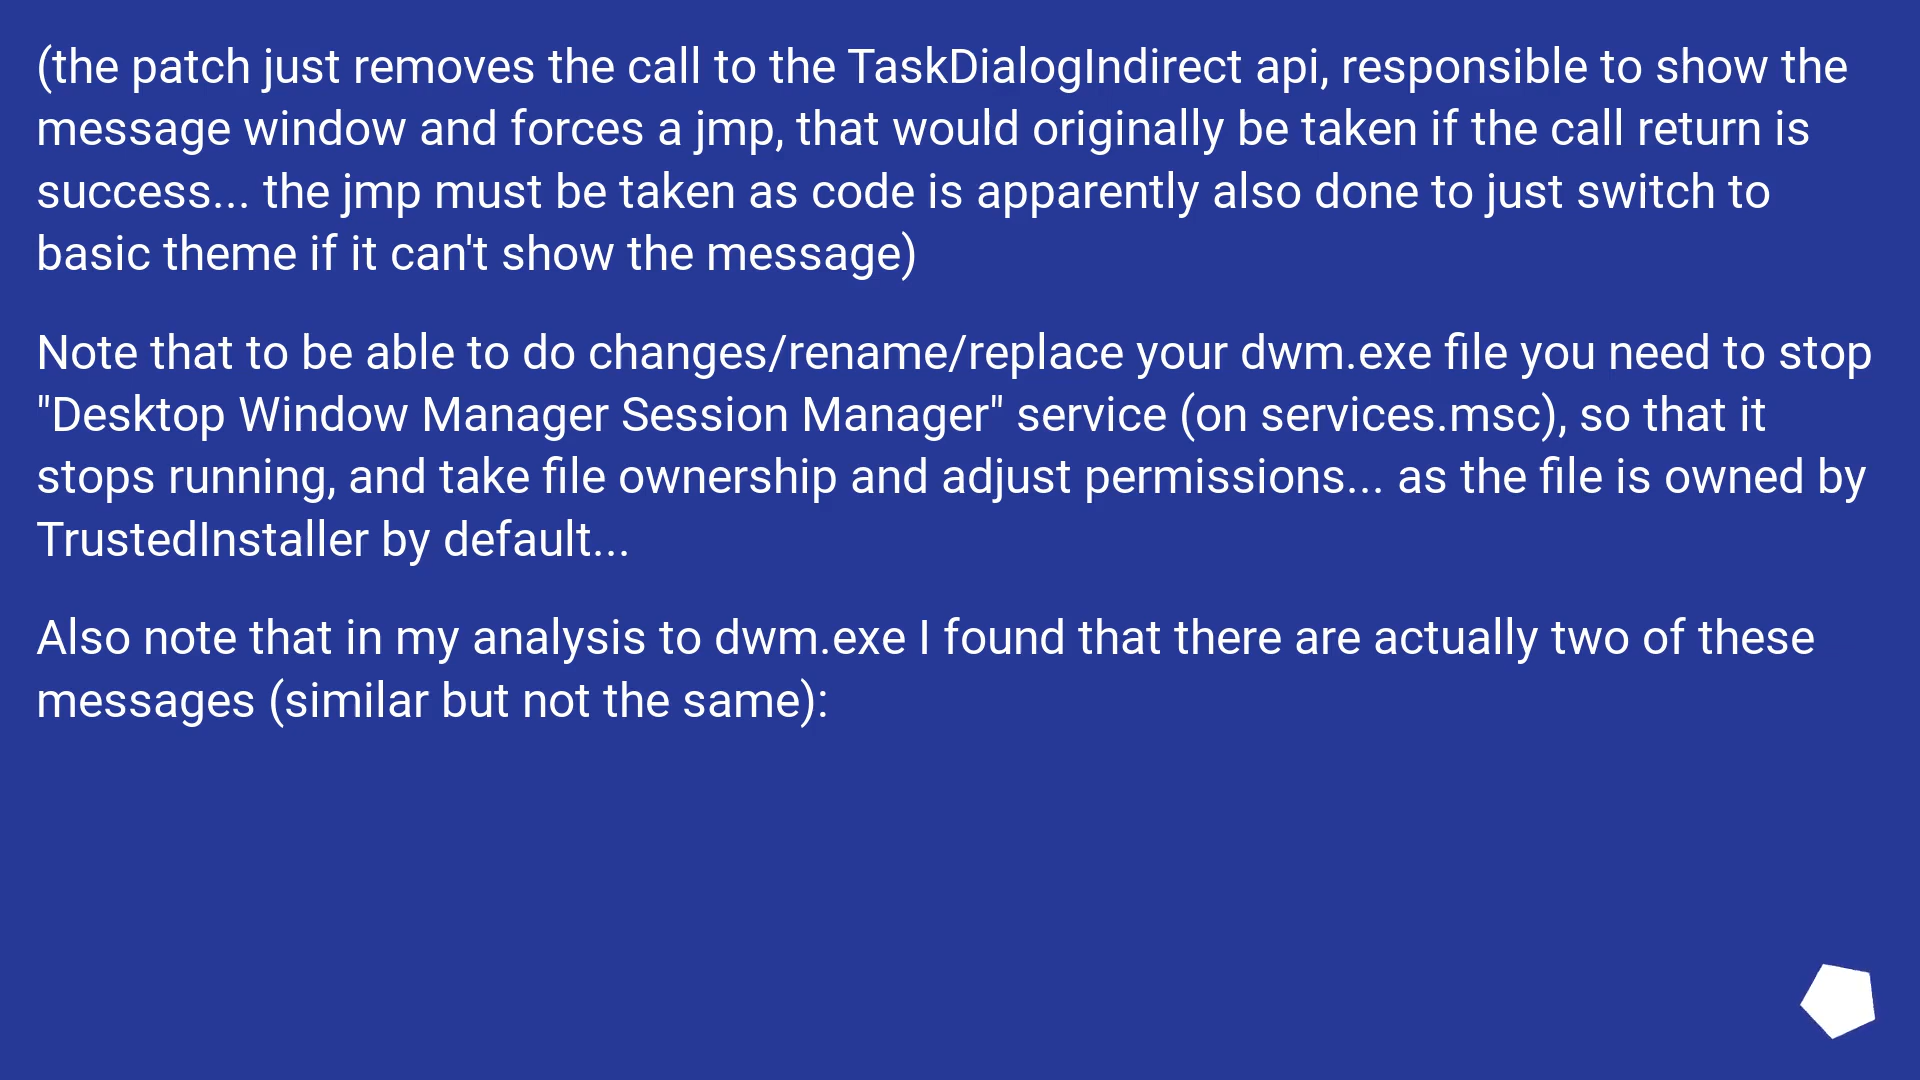 (the patch just removes the call to the TaskDialogIndirect api, responsible to show the
message window and forces a jmp, that would originally be taken if the call return is
success... the jmp must be taken as code is apparently also done to just switch to
basic theme if it can't show the message)
Note that to be able to do changes/rename/replace your dwm.exe file you need to stop
"Desktop Window Manager Session Manager" service (on services.msc), so that it
stops running, and take file ownership and adjust permissions... as the file is owned by
TrustedInstaller by default...
Also note that in my analysis to dwm.exe I found that there are actually two of these
messages (similar but not the same):